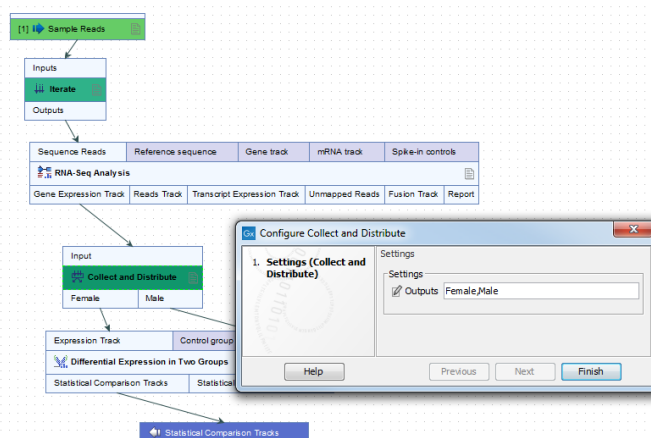 [1] Sample Reads
Inputs
Iterate
Outputs
Sequence Reads Reference sequence Gene track mRNA track Spike-in controls
RNA-Seq Analysis
Gene Expression Track Reads Track Transcript Expression Track Unmapped Reads Fusion Track Report
Input
Collect and Distribute
Female Male
Expression Track Control group
Differential Expression in Two Groups
Statistical Comparison Tracks Statistical
Statistical Comparison Tracks
Gx Configure Collect and Distribute
1. Settings (Collect and
Distribute)
Settings
Settings
Outputs Female,Male
Help Previous Next Finish